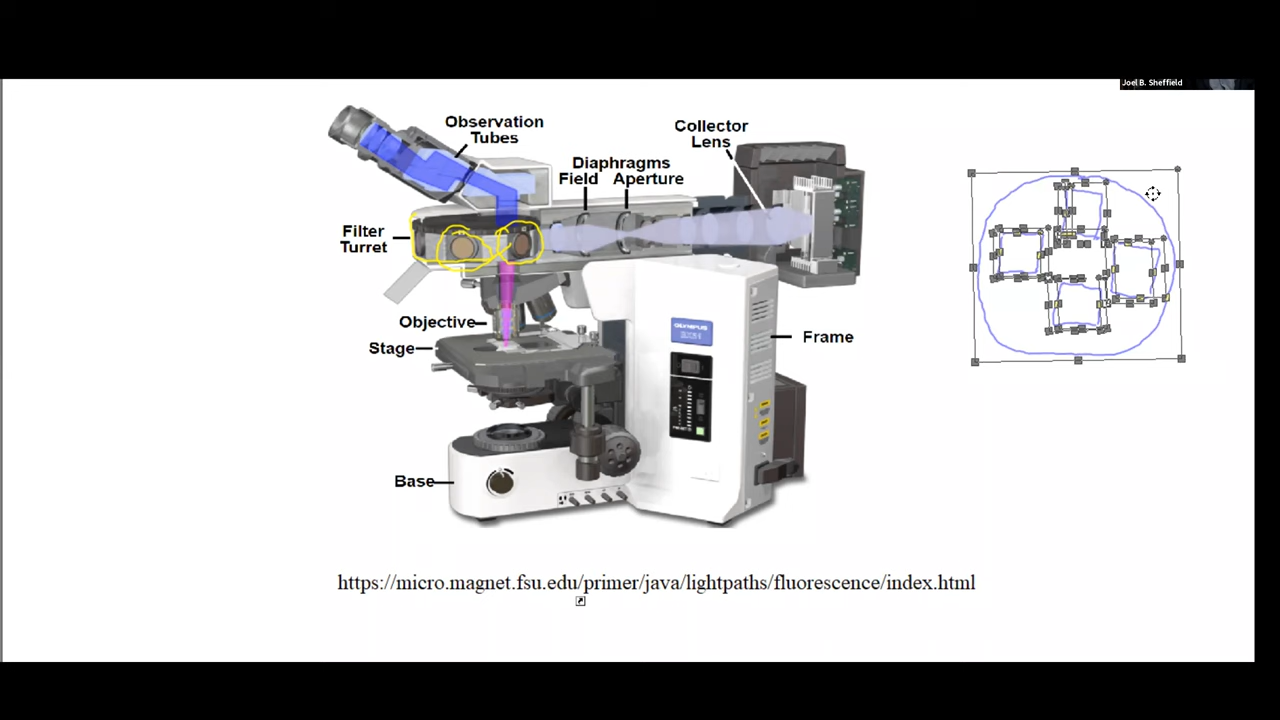 Joel B. Sheffield
Observation
Tubes
Collector
Lens
Diaphragms
Field Aperture
Filter
Turret
Objective
Stage
Frame
Base
OLYMPUS
https://micro.magnet.fsu.edu/primer/java/lightpaths/fluorescence/index.html